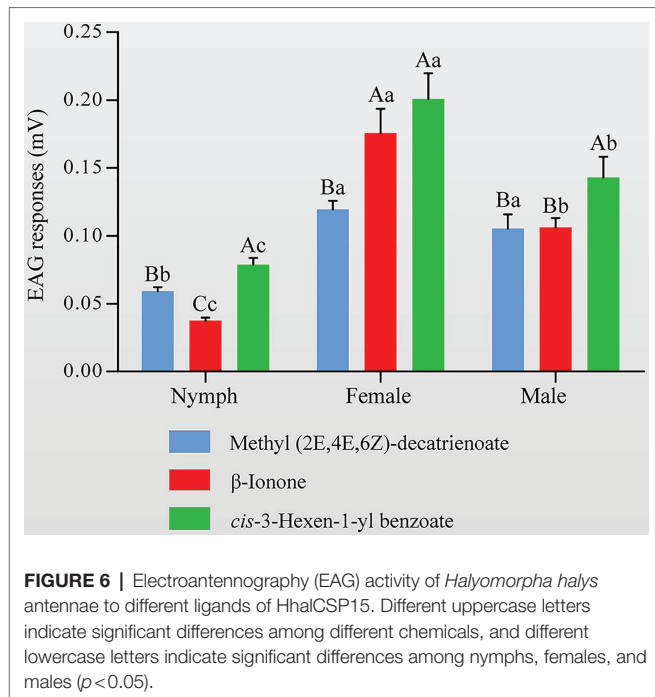 0.25
0.20
0.15
0.10
0.05
0.00
EAG responses (mV)
Bb
Cc
Ac
Ba
Aa
Aa
Ba
Bb
Ab
Nymph
Female
Male
Methyl (2E,4E,6Z)-decatrienoate
β-Ionone
cis-3-Hexen-1-yl benzoate
FIGURE 6 | Electroantennography (EAG) activity of Halyomorpha halys
antennae to different ligands of HhalCSP15. Different uppercase letters
indicate significant differences among different chemicals, and different
lowercase letters indicate significant differences among nymphs, females, and
males (p<0.05).